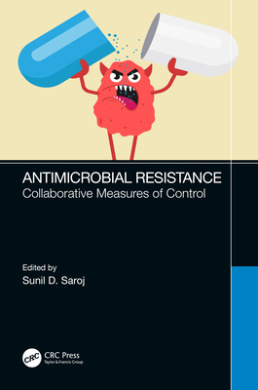 ANTIMICROBIAL RESISTANCE
Collaborative Measures of Control
Edited by
Sunil D. Saroj
CRC
CRC Press
Taylor & Francis Group